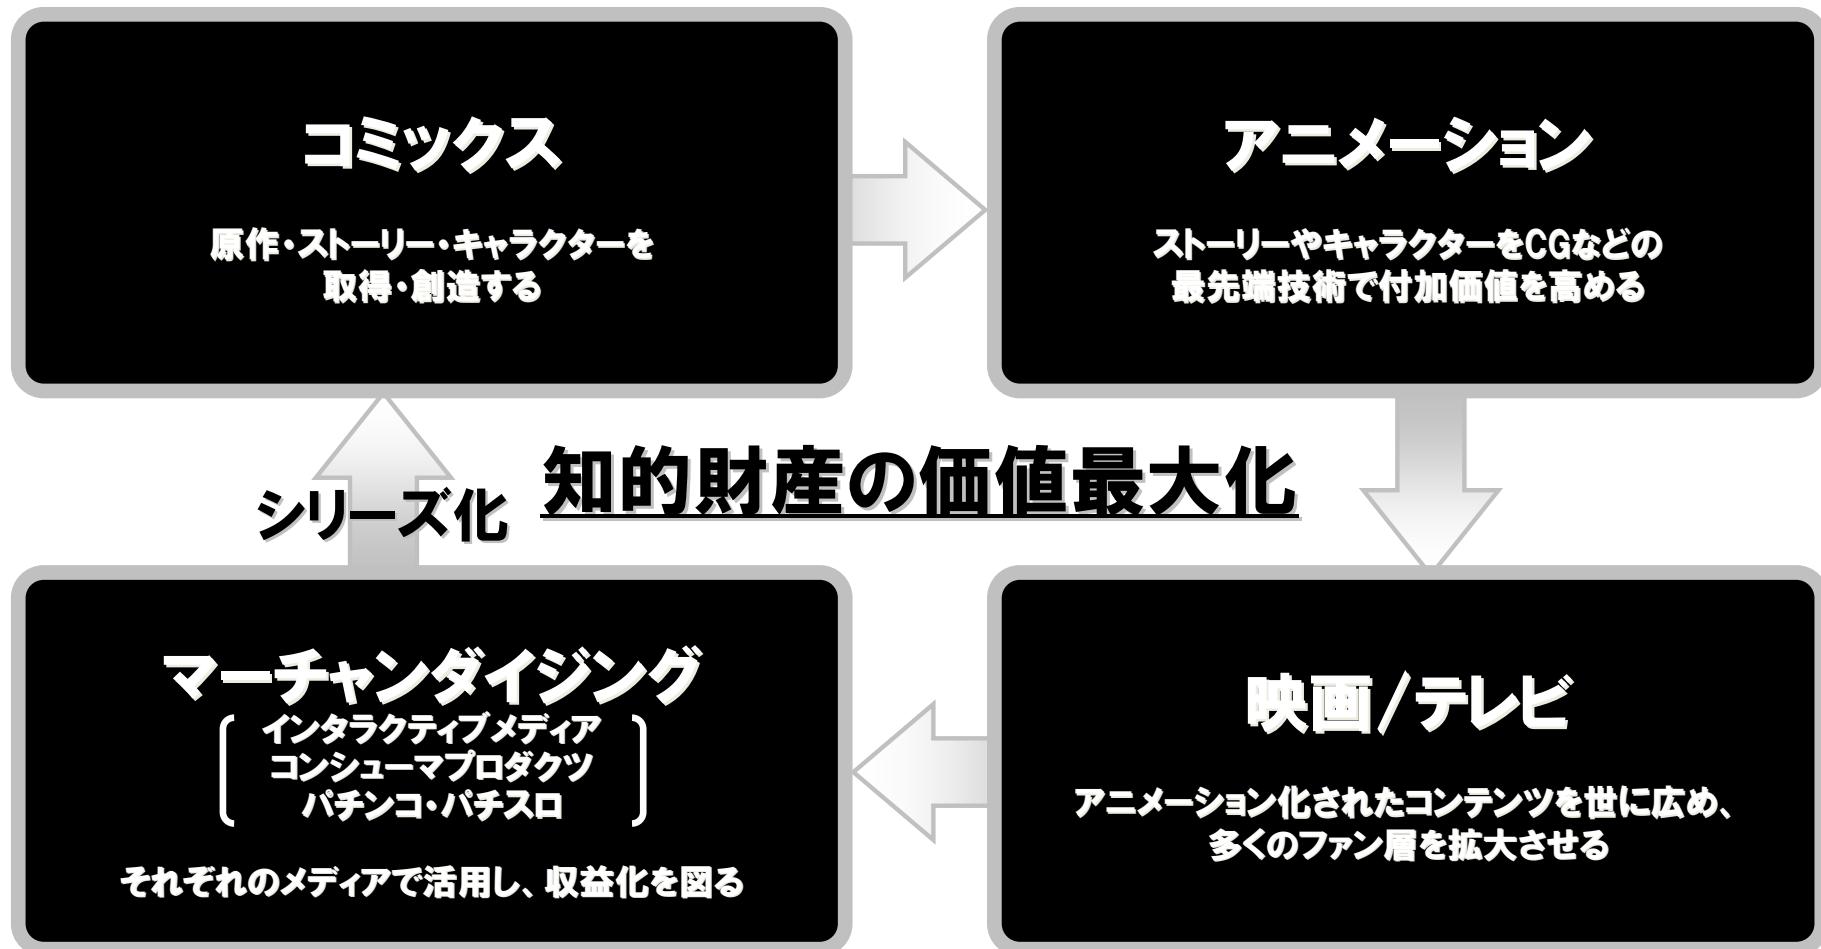 コミックス
原作・ストーリー・キャラクターを
取得・創造する
アニメーション
ストーリーやキャラクターをCGなどの
最先端技術で付加価値を高める
知的財産の価値最大化
シリーズ化
マーチャンダイジング
インタラクティブメディア
コンシューマプロダクツ
パチンコ・パチスロ
それぞれのメディアで活用し、収益化を図る
映画/テレビ
アニメーション化されたコンテンツを世に広め、
多くのファン層を拡大させる